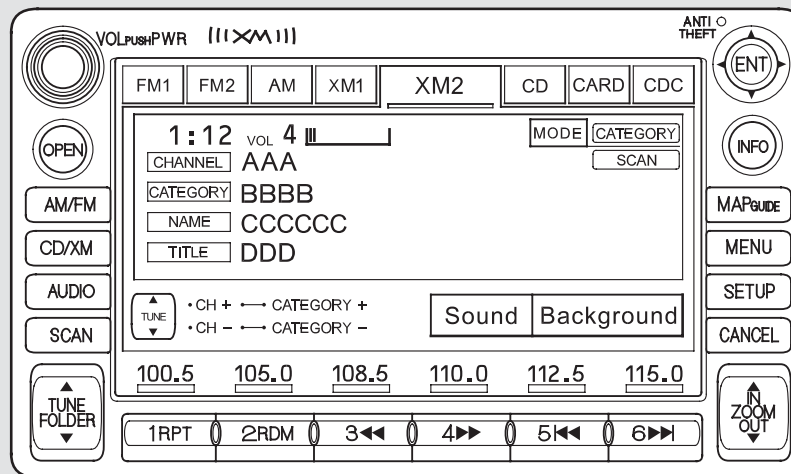 VOL PUSH PWR XM ANTI THEFT
FM1 FM2 AM XM1 XM2 CD CARD CDC ENT
1:12 VOL 4 MODE CATEGORY
OPEN CHANNEL AAA SCAN INFO
CATEGORY BBBB
AM/FM NAME CCCCCC MAP GUIDE
CD/XM TITLE DDD MENU
AUDIO • CH + CATEGORY + SETUP
TUNE Sound Background
SCAN • CH – CATEGORY – CANCEL
100.5 105.0 108.5 110.0 112.5 115.0
TUNE FOLDER IN ZOOM OUT
1RPT 2RDM 3◀◀ 4▶▶ 5|◀◀ 6▶▶|